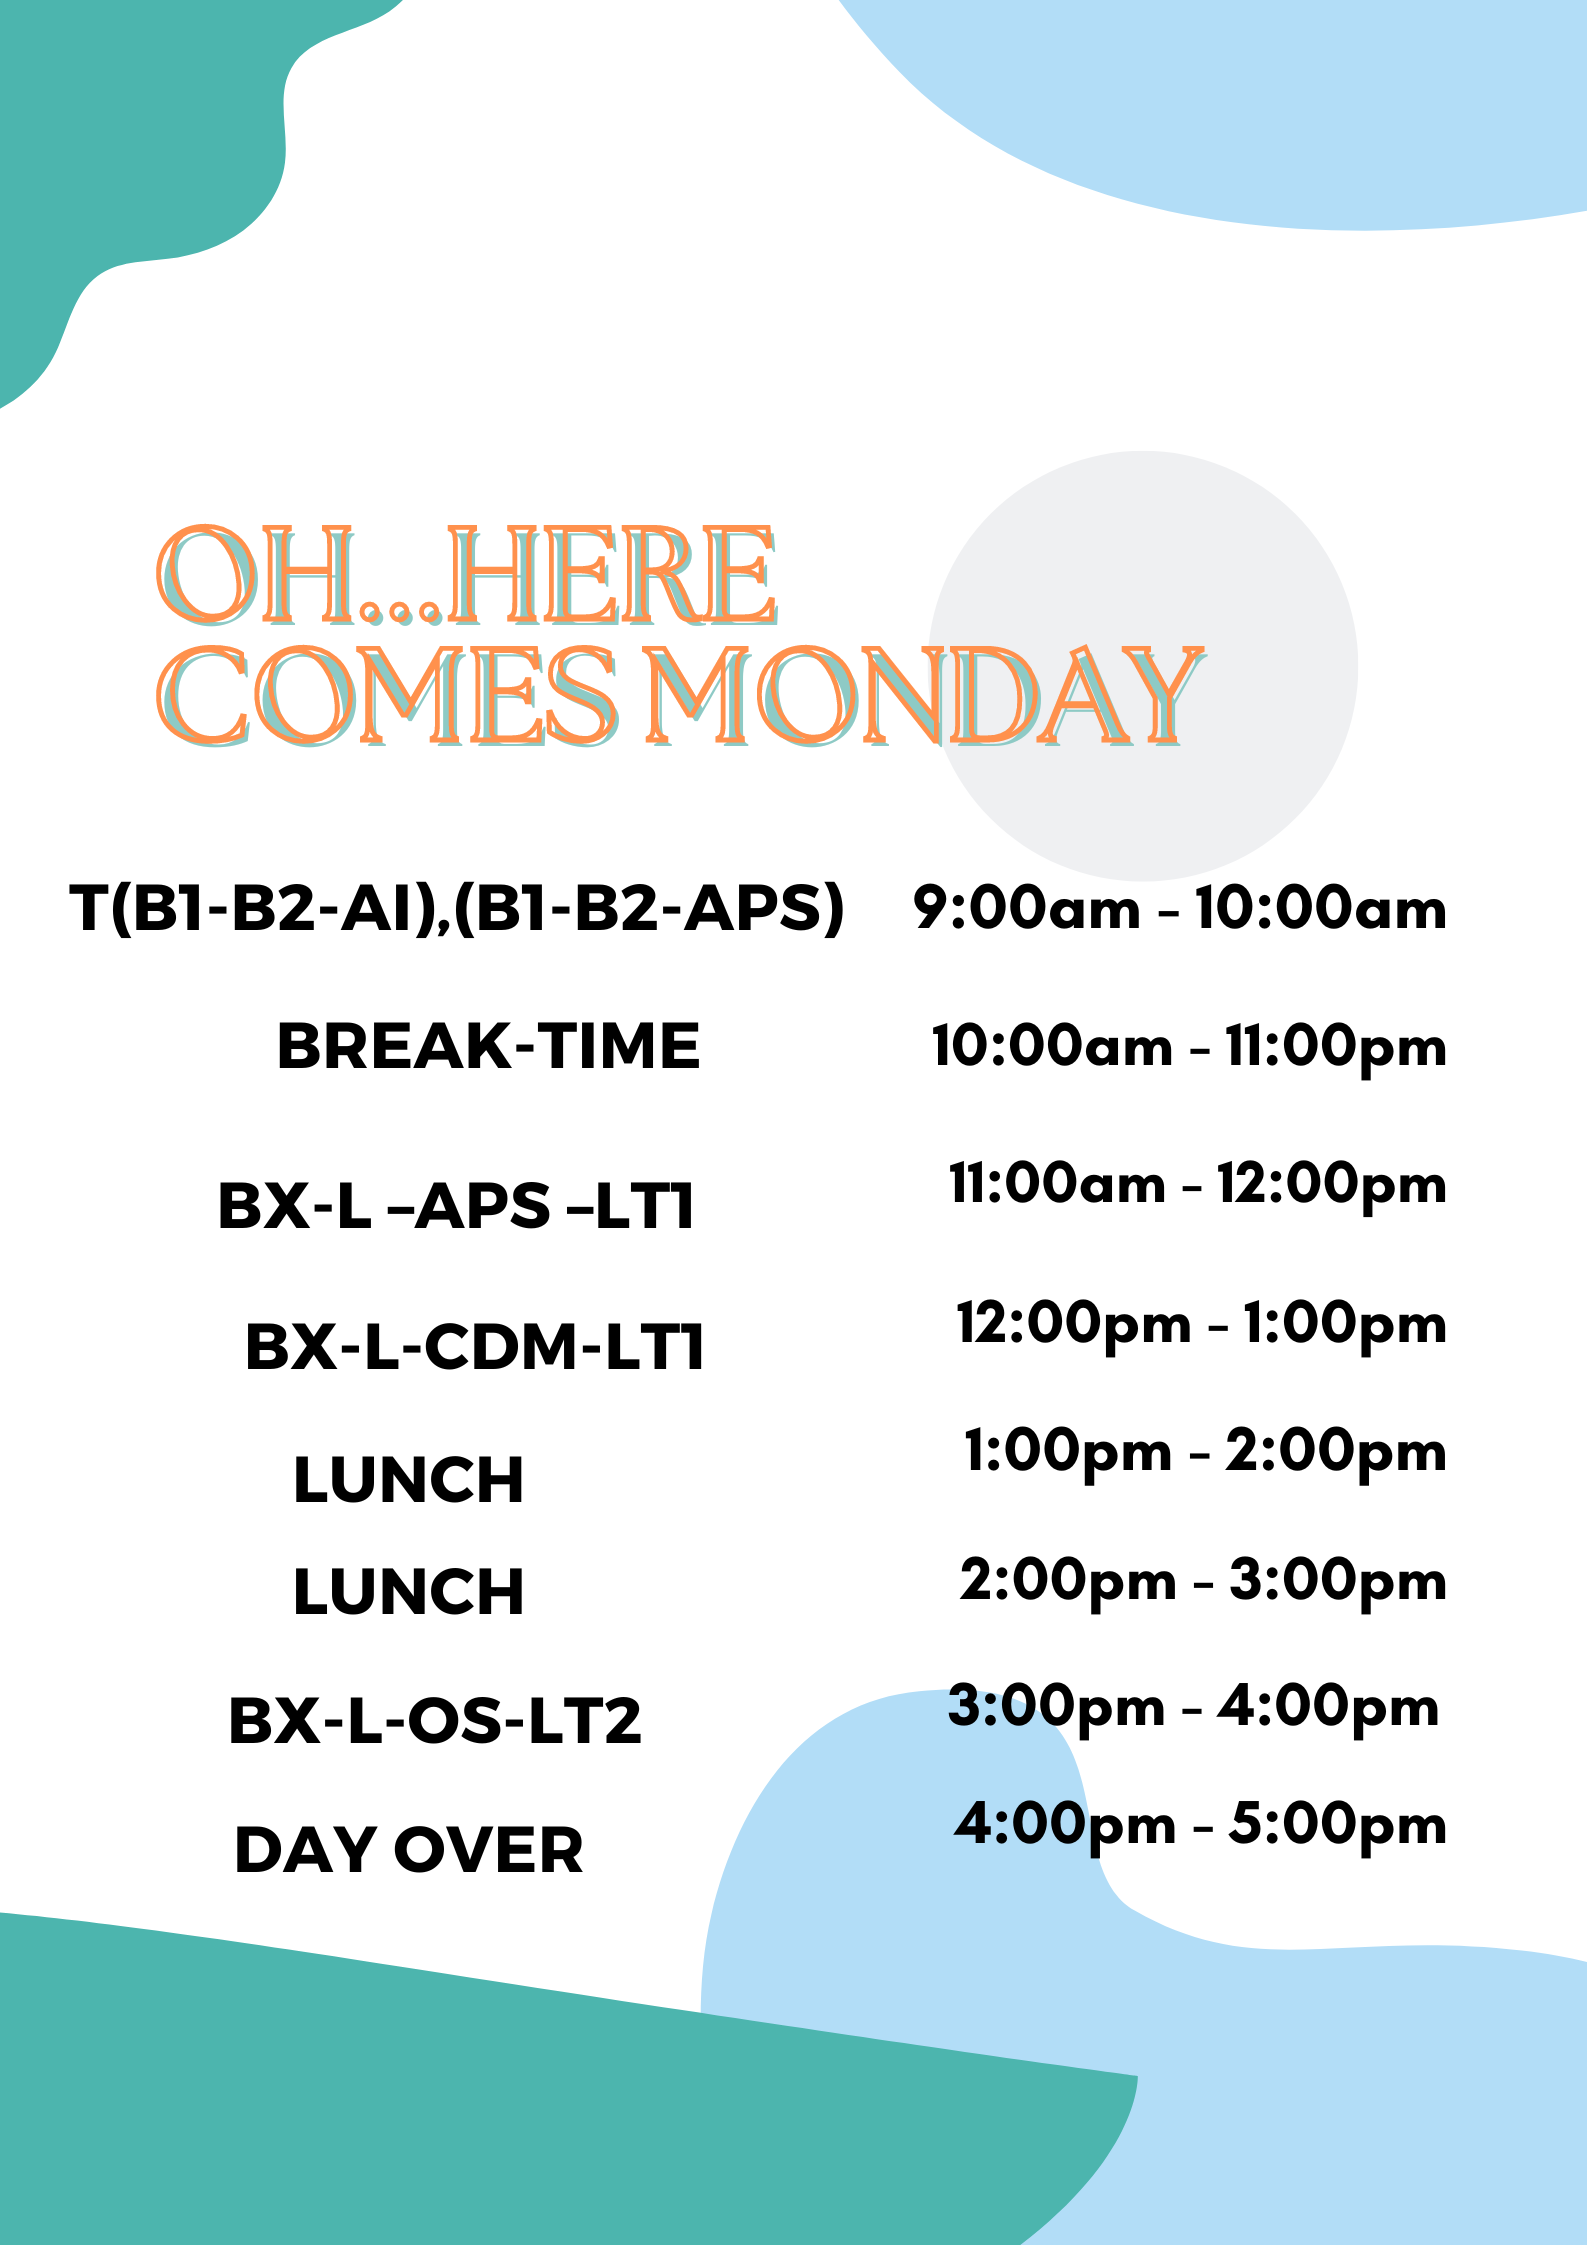 OH...HERE
COMES MONDAY
T(B1-B2-AI),(B1-B2-APS) 9:00am - 10:00am
BREAK-TIME 10:00am - 11:00pm
BX-L –APS –LT1 11:00am - 12:00pm
BX-L-CDM-LT1 12:00pm - 1:00pm
LUNCH 1:00pm - 2:00pm
LUNCH 2:00pm - 3:00pm
BX-L-OS-LT2 3:00pm - 4:00pm
DAY OVER 4:00pm - 5:00pm